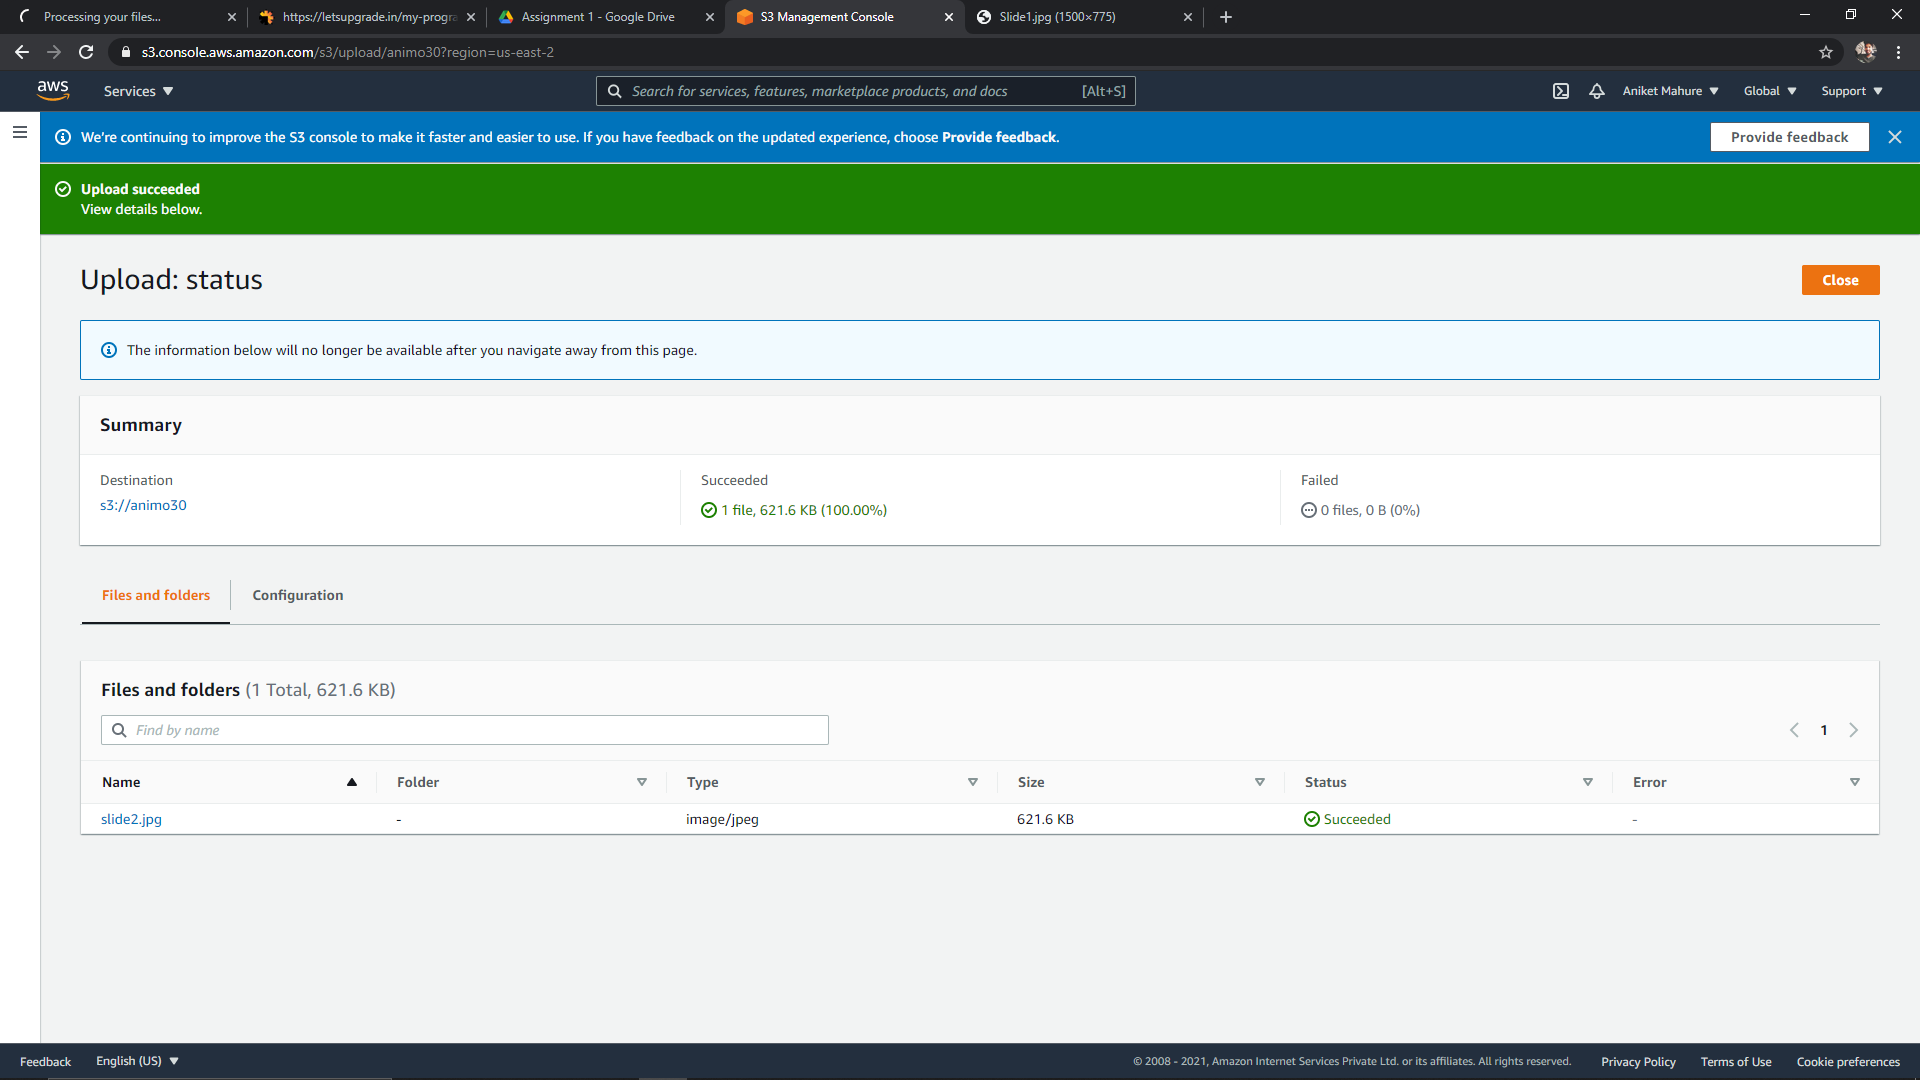 Processing your files...
https://letsupgrade.in/my-progra
Assignment 1 - Google Drive
S3 Management Console
Slide1.jpg (1500×775)
s3.console.aws.amazon.com/s3/upload/animo30?region=us-east-2
aws
Services
Search for services, features, marketplace products, and docs
[Alt+S]
Aniket Mahure
Global
Support
We're continuing to improve the S3 console to make it faster and easier to use. If you have feedback on the updated experience, choose Provide feedback.
Provide feedback
Upload succeeded
View details below.
Upload: status
Close
The information below will no longer be available after you navigate away from this page.
Summary
Destination
s3://animo30
Succeeded
1 file, 621.6 KB (100.00%)
Failed
0 files, 0 B (0%)
Files and folders
Configuration
Files and folders (1 Total, 621.6 KB)
Find by name
1
Name Folder Type Size Status Error
slide2.jpg - image/jpeg 621.6 KB Succeeded -
Feedback
English (US)
© 2008 - 2021, Amazon Internet Services Private Ltd. or its affiliates. All rights reserved.
Privacy Policy
Terms of Use
Cookie preferences